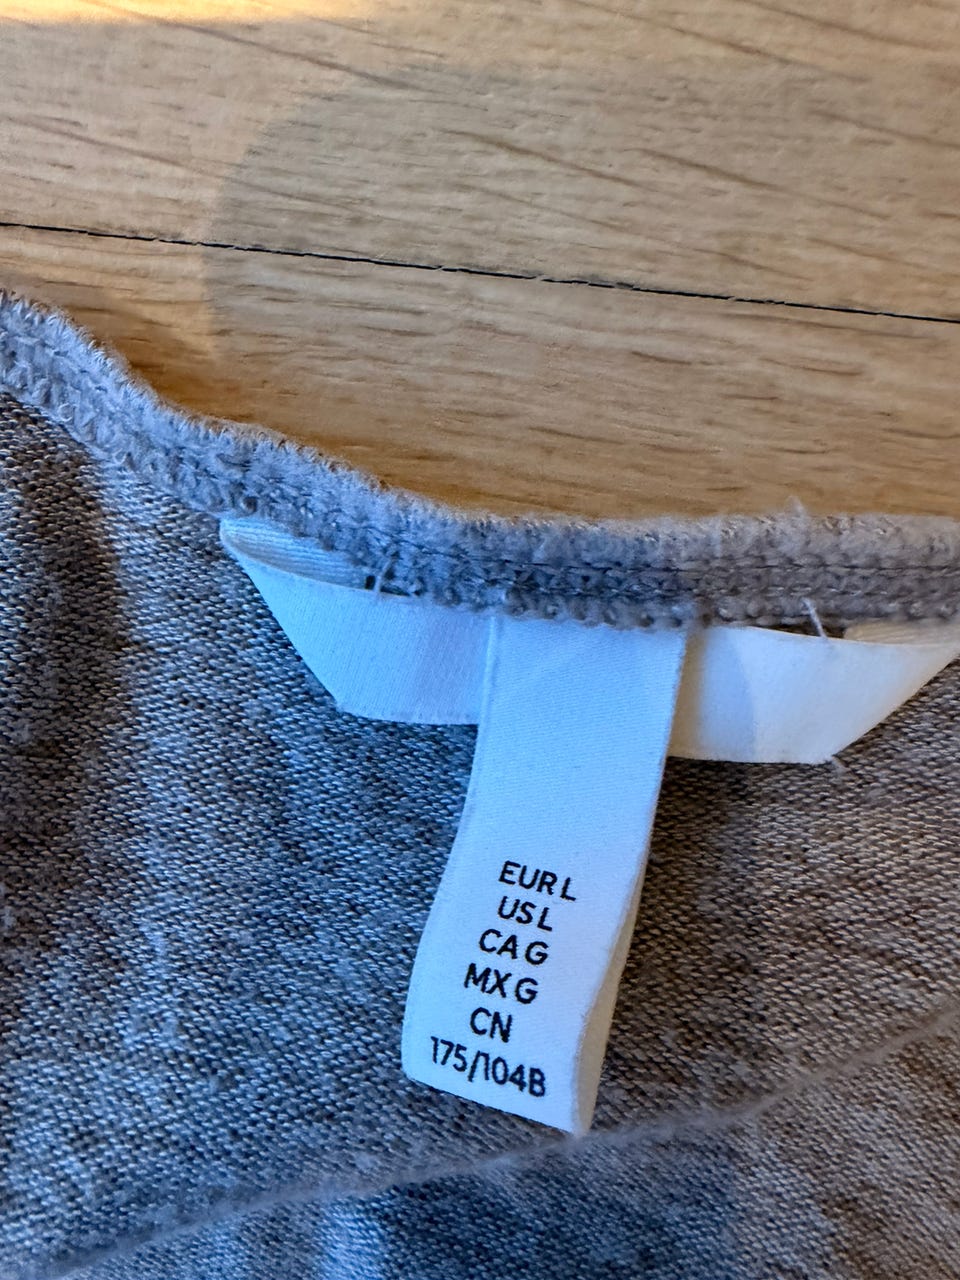 EUR L
US L
CA G
MX G
CN
175/104B